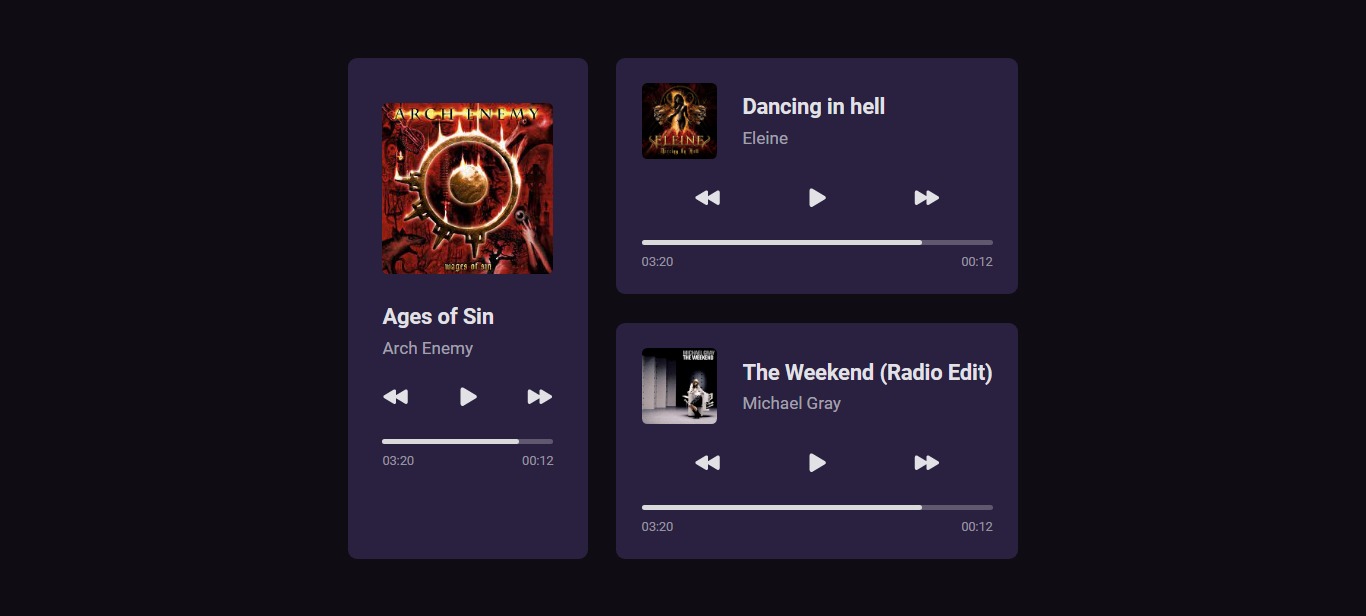 ARCH ENEMY
wages of sin
Ages of Sin
Arch Enemy
03:20 00:12
ELEINE
Dancing in hell
Dancing in hell
Eleine
03:20 00:12
MICHAEL GRAY
THE WEEKEND
The Weekend (Radio Edit)
Michael Gray
03:20 00:12